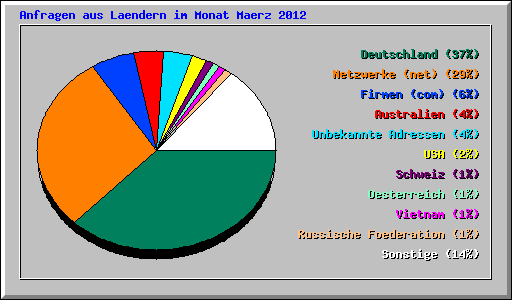 Anfragen aus Laendern im Monat Maerz 2012
Deutschland (37%)
Netzwerke (net) (29%)
Firmen (com) (6%)
Australien (4%)
Unbekannte Adressen (4%)
USA (2%)
Schweiz (1%)
Oesterreich (1%)
Vietnam (1%)
Russische Foederation (1%)
Sonstige (14%)